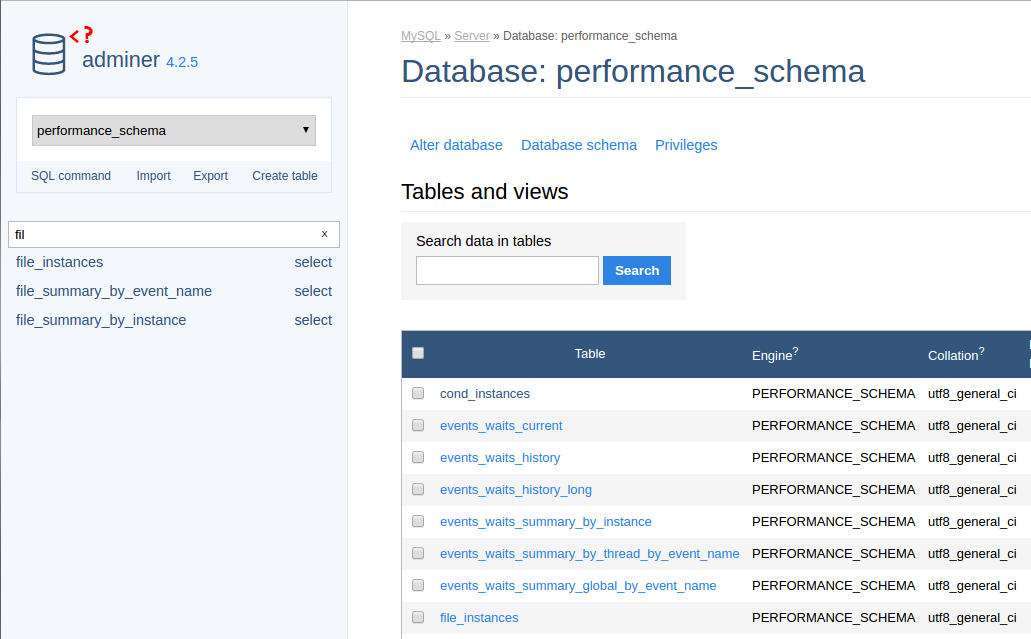 <?
adminer 4.2.5
performance_schema
SQL command Import Export Create table
fil x
file_instances select
file_summary_by_event_name select
file_summary_by_instance select
MySQL » Server » Database: performance_schema
Database: performance_schema
Alter database Database schema Privileges
Tables and views
Search data in tables
Search
Table Engine? Collation?
cond_instances PERFORMANCE_SCHEMA utf8_general_ci
events_waits_current PERFORMANCE_SCHEMA utf8_general_ci
events_waits_history PERFORMANCE_SCHEMA utf8_general_ci
events_waits_history_long PERFORMANCE_SCHEMA utf8_general_ci
events_waits_summary_by_instance PERFORMANCE_SCHEMA utf8_general_ci
events_waits_summary_by_thread_by_event_name PERFORMANCE_SCHEMA utf8_general_ci
events_waits_summary_global_by_event_name PERFORMANCE_SCHEMA utf8_general_ci
file_instances PERFORMANCE_SCHEMA utf8_general_ci